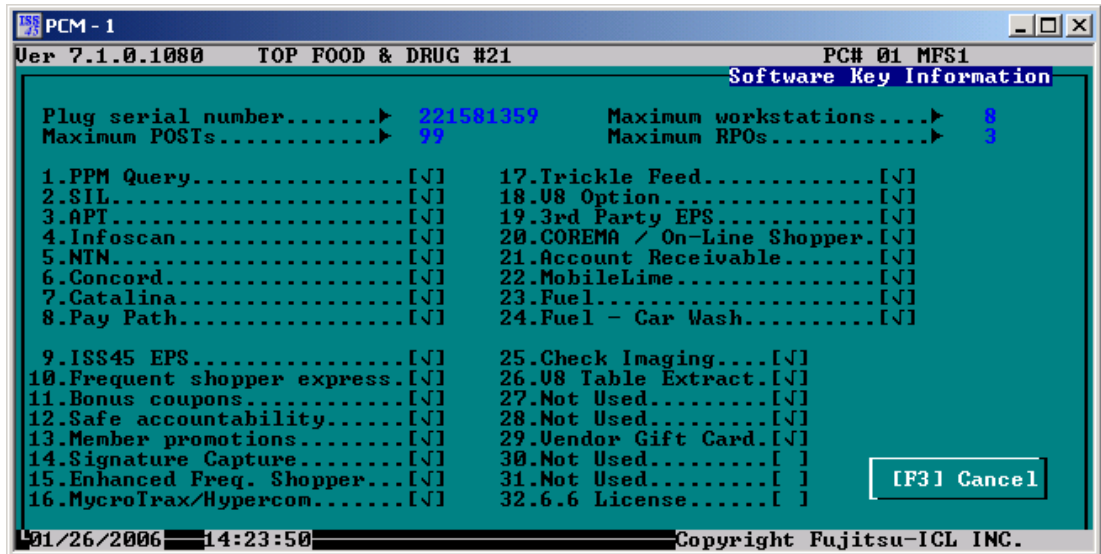 ISS 45 PCM - 1
Ver 7.1.0.1080 TOP FOOD & DRUG #21 PC# 01 MFS1
Software Key Information
Plug serial number.......► 221581359 Maximum workstations....► 8
Maximum POSTs............► 99 Maximum RPOs............► 3
1.PPM Query................[√] 17.Trickle Feed.............[√]
2.SIL......................[√] 18.V8 Option................[√]
3.APT......................[√] 19.3rd Party EPS............[√]
4.Infoscan.................[√] 20.COREMA / On-Line Shopper.[√]
5.NTN......................[√] 21.Account Receivable.......[√]
6.Concord..................[√] 22.MobileLime...............[√]
7.Catalina.................[√] 23.Fuel.....................[√]
8.Pay Path.................[√] 24.Fuel - Car Wash..........[√]
9.ISS45 EPS................[√] 25.Check Imaging....[√]
10.Frequent shopper express.[√] 26.V8 Table Extract.[√]
11.Bonus coupons............[√] 27.Not Used.........[√]
12.Safe accountability......[√] 28.Not Used.........[√]
13.Member promotions........[√] 29.Vendor Gift Card.[√]
14.Signature Capture........[√] 30.Not Used.........[ ]
15.Enhanced Freq. Shopper...[√] 31.Not Used.........[ ]
16.MycroTrax/Hypercom.......[√] 32.6.6 License......[ ]
[F3] Cancel
01/26/2006 14:23:50 Copyright Fujitsu-ICL INC.